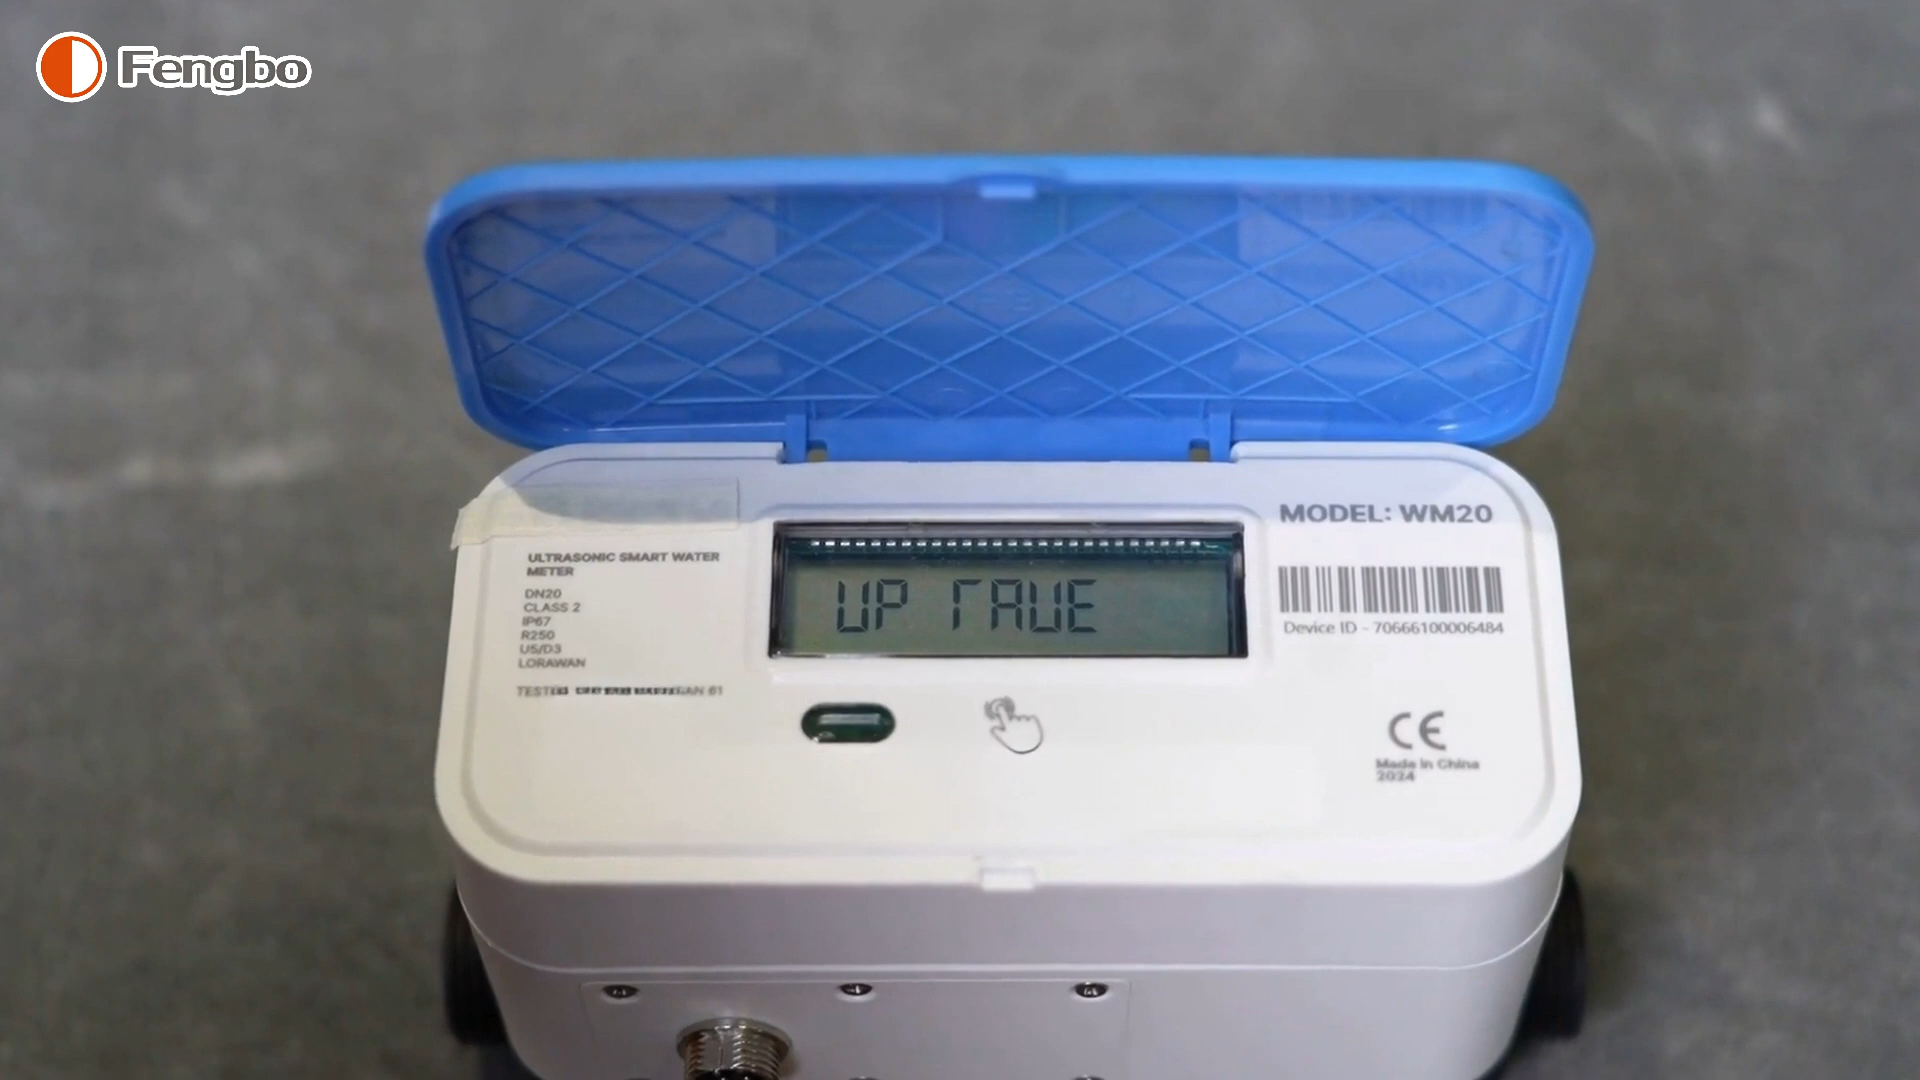 Fengbo
ULTRASONIC SMART WATER
METER
DN20
CLASS 2
IP67
R250
U5/D3
LORAWAN
UP TRUE
MODEL: WM20
Device ID - 70666100006484
CE
Made in China
2024